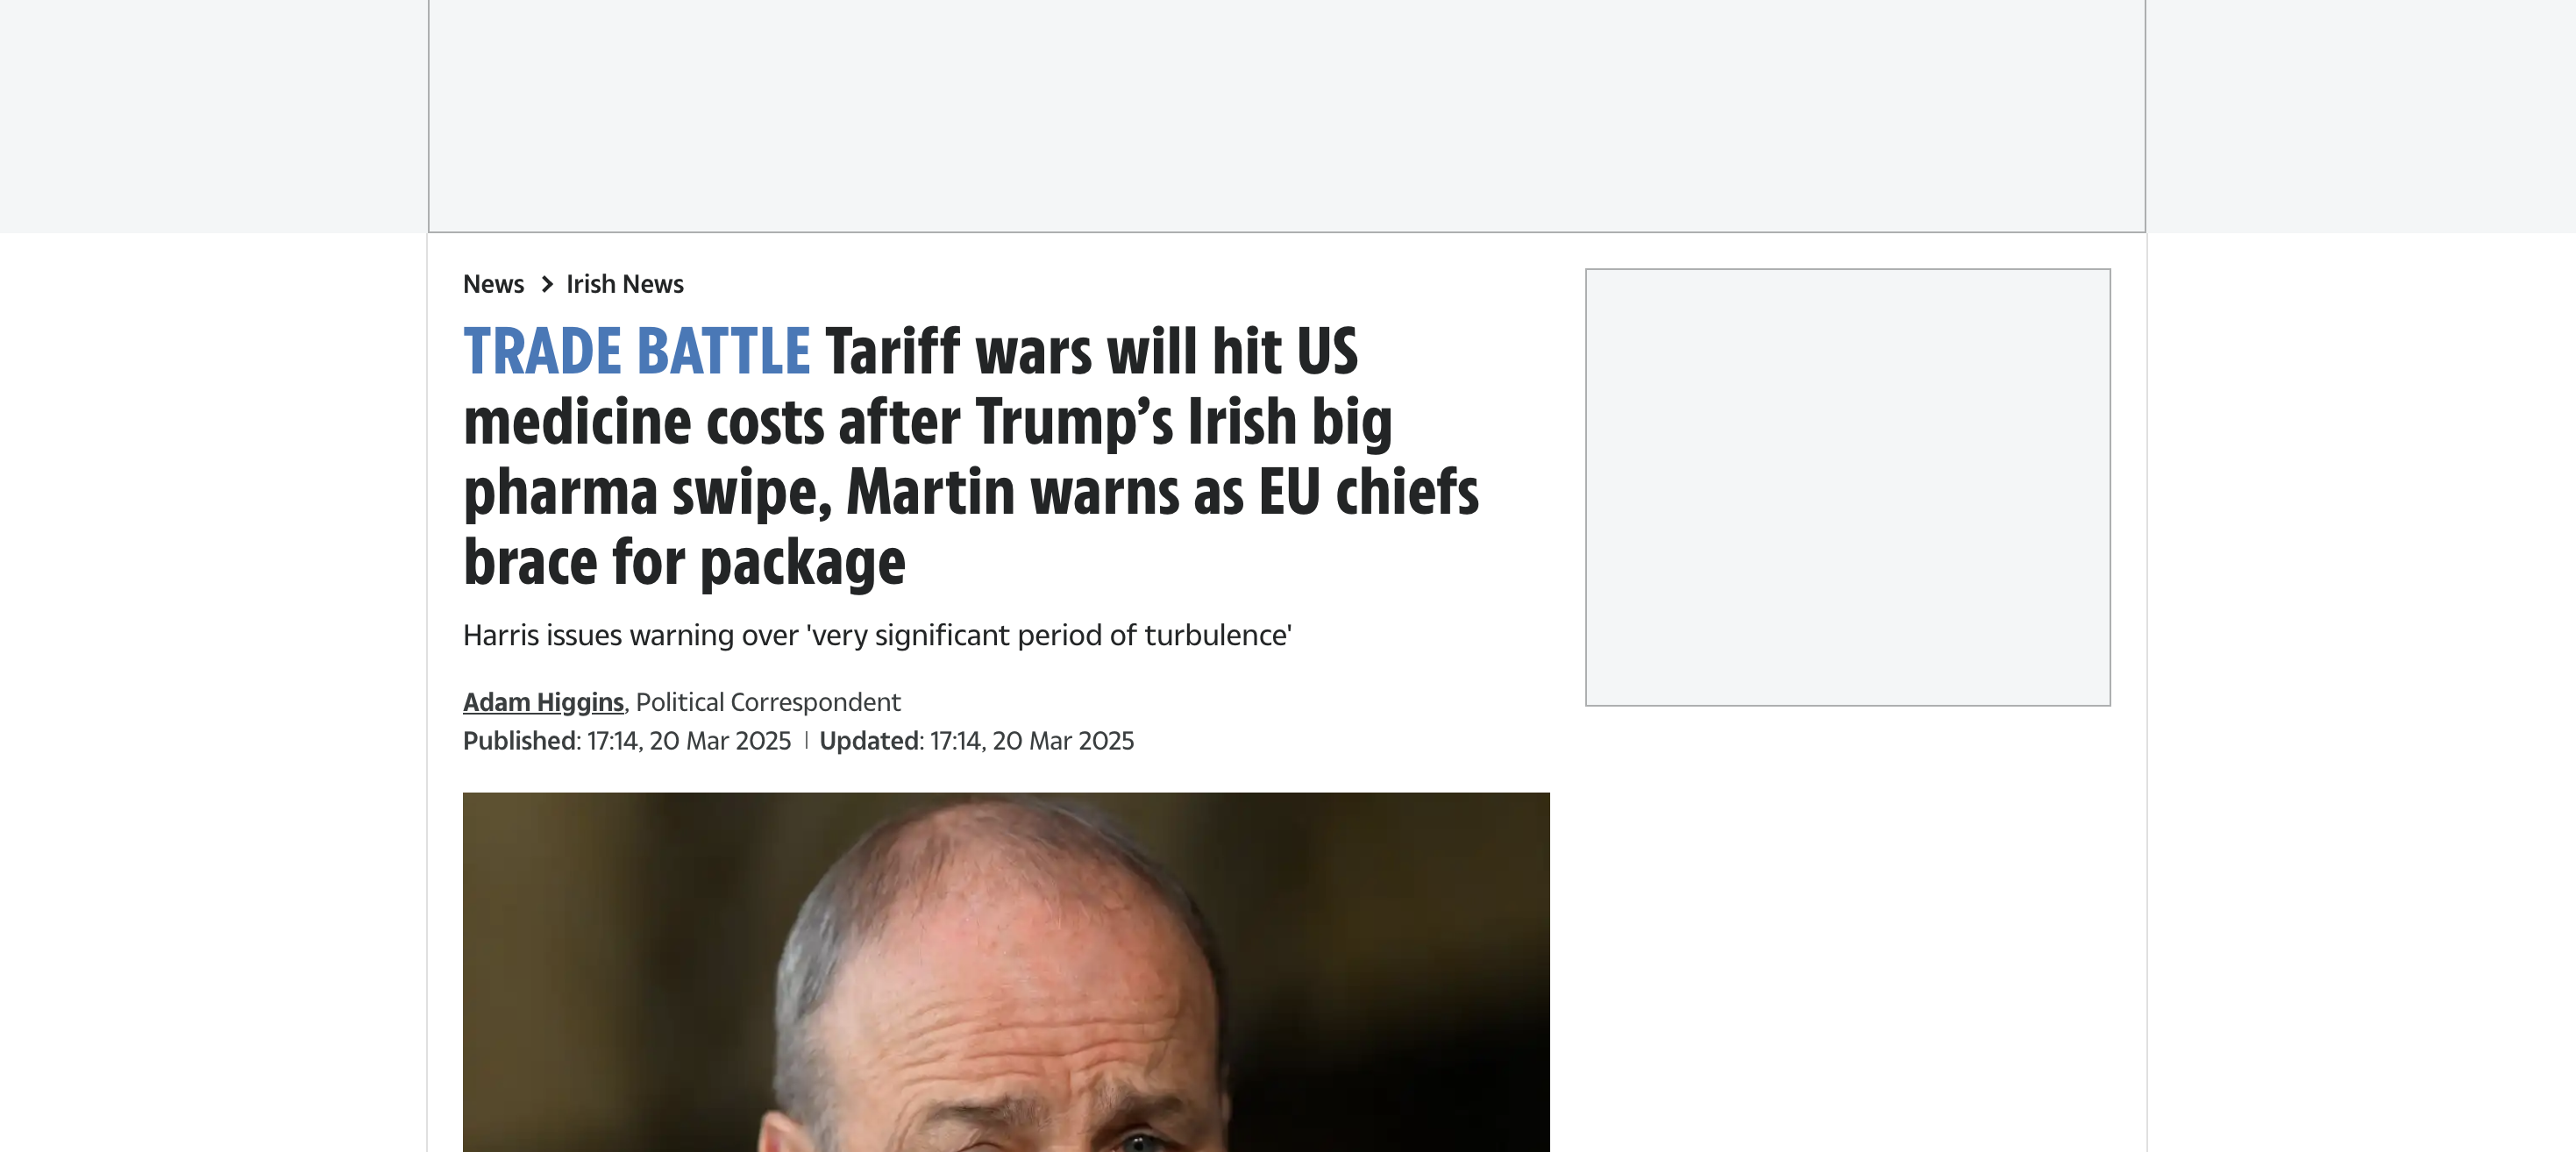 News > Irish News
TRADE BATTLE Tariff wars will hit US
medicine costs after Trump’s Irish big
pharma swipe, Martin warns as EU chiefs
brace for package
Harris issues warning over 'very significant period of turbulence'
Adam Higgins, Political Correspondent
Published: 17:14, 20 Mar 2025 | Updated: 17:14, 20 Mar 2025